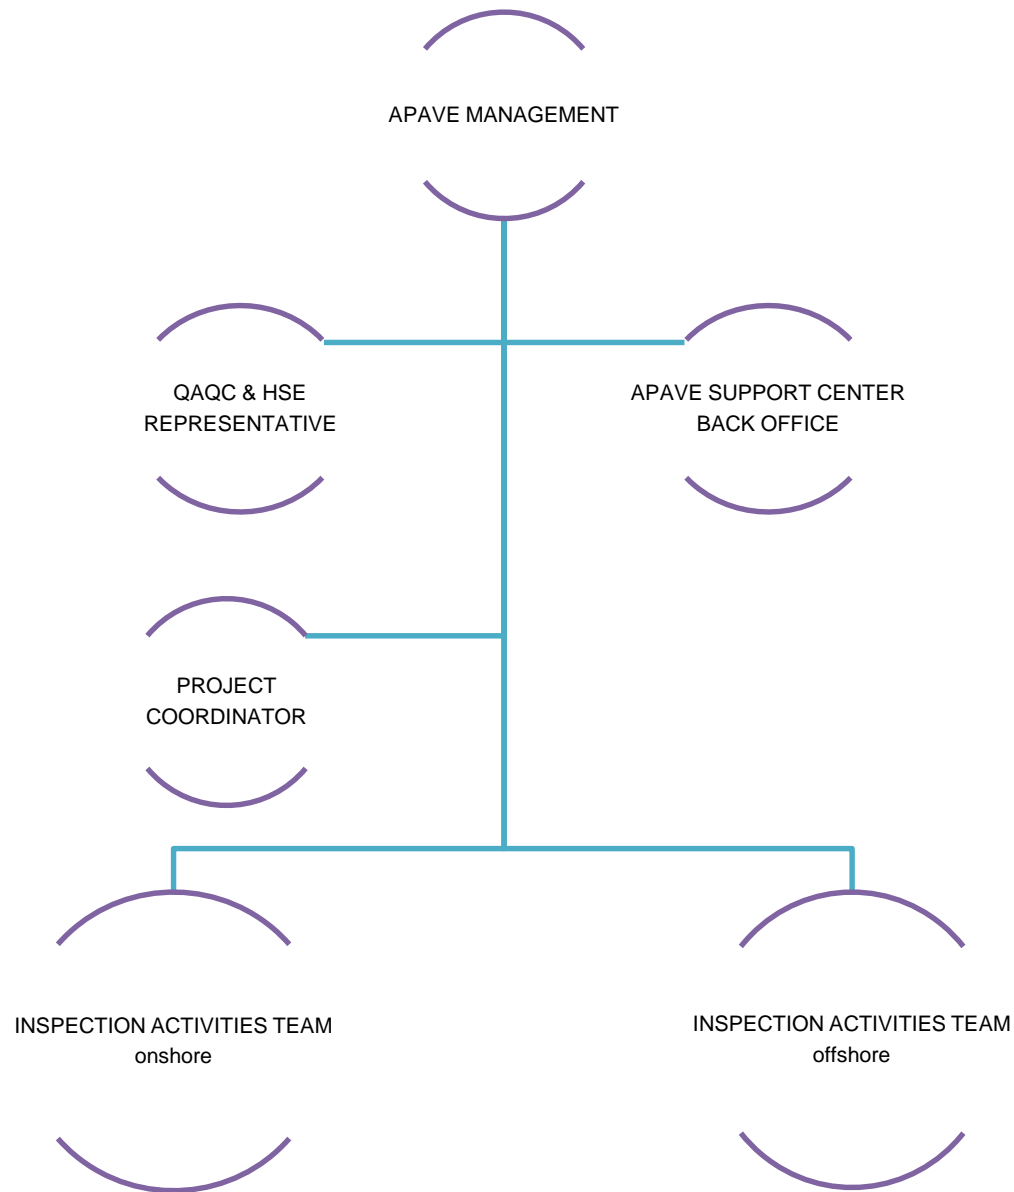 APAVE MANAGEMENT
QAQC & HSE
REPRESENTATIVE
APAVE SUPPORT CENTER
BACK OFFICE
PROJECT
COORDINATOR
INSPECTION ACTIVITIES TEAM
onshore
INSPECTION ACTIVITIES TEAM
offshore